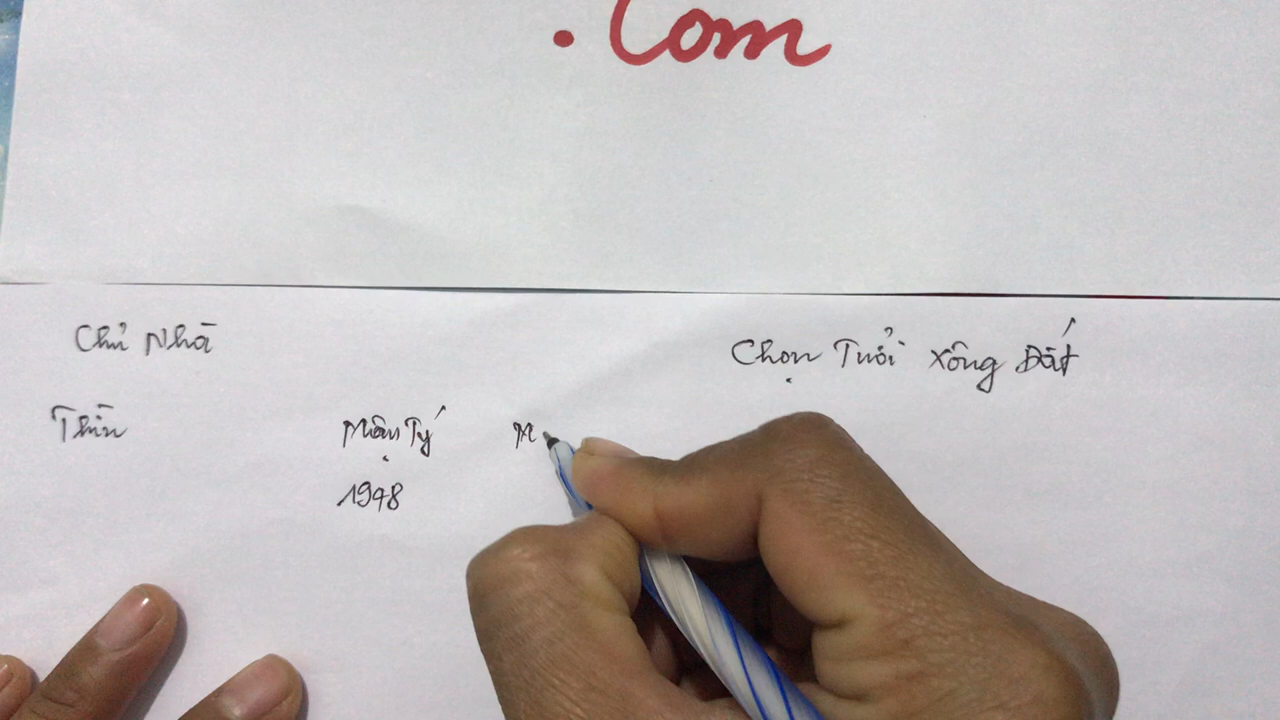 .Com
Chủ Nhà
Chọn Tuổi Xông Đất
Thìn Mậu Tý M
1948